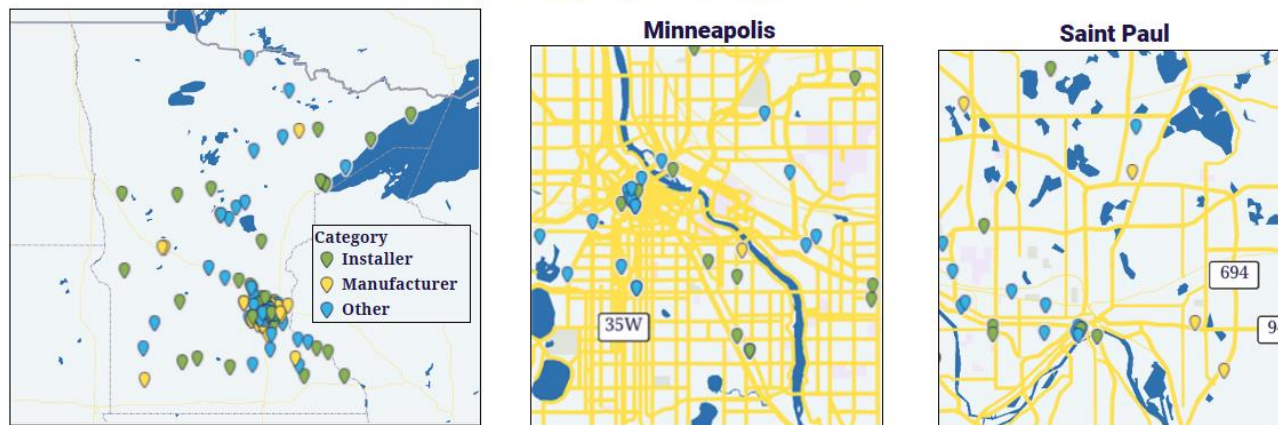 Minneapolis
Saint Paul
Category
Installer
Manufacturer
Other
35W
694